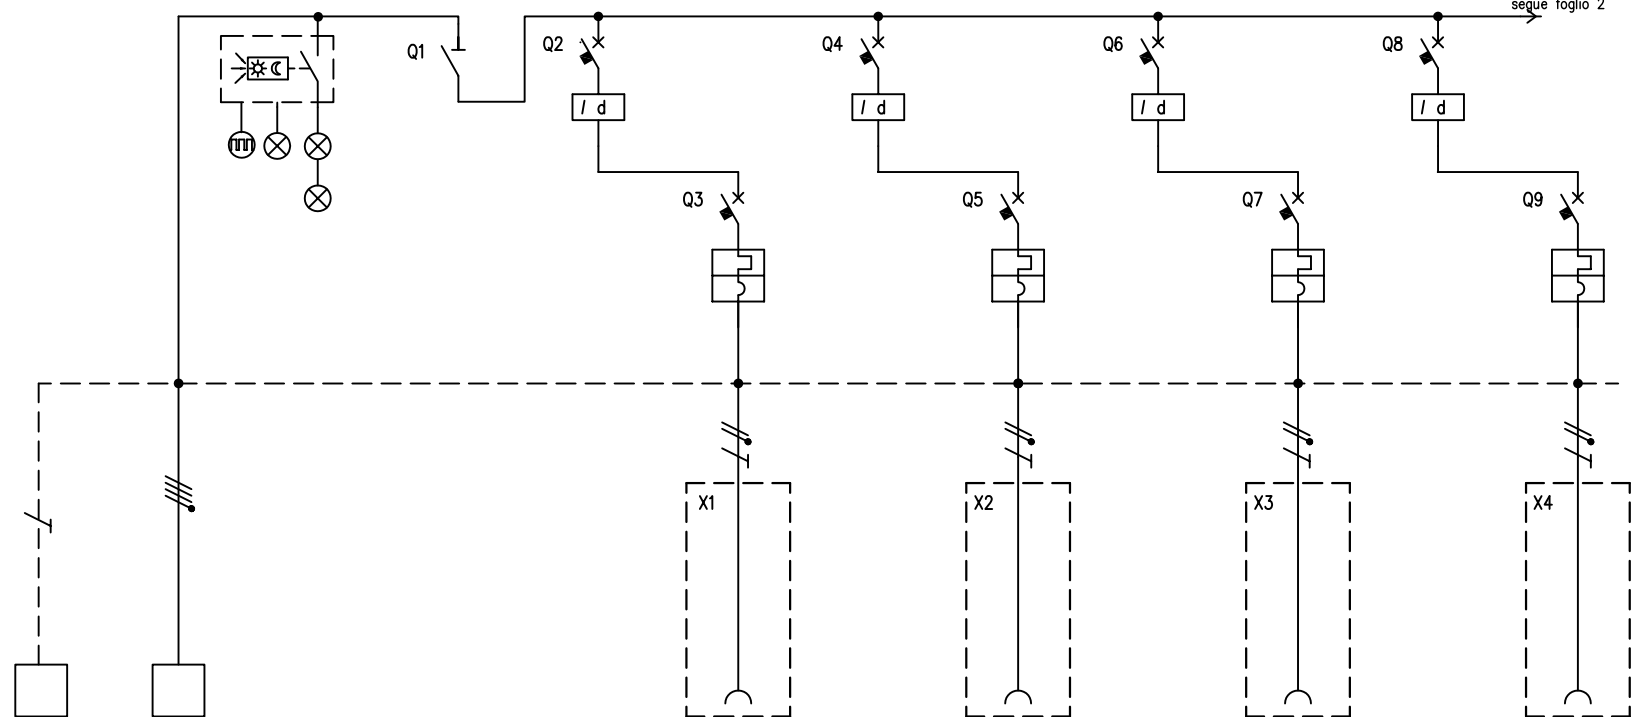 segue foglio 2
Q1
Q2
Q4
Q6
Q8
I d
I d
I d
I d
Q3
Q5
Q7
Q9
X1
X2
X3
X4